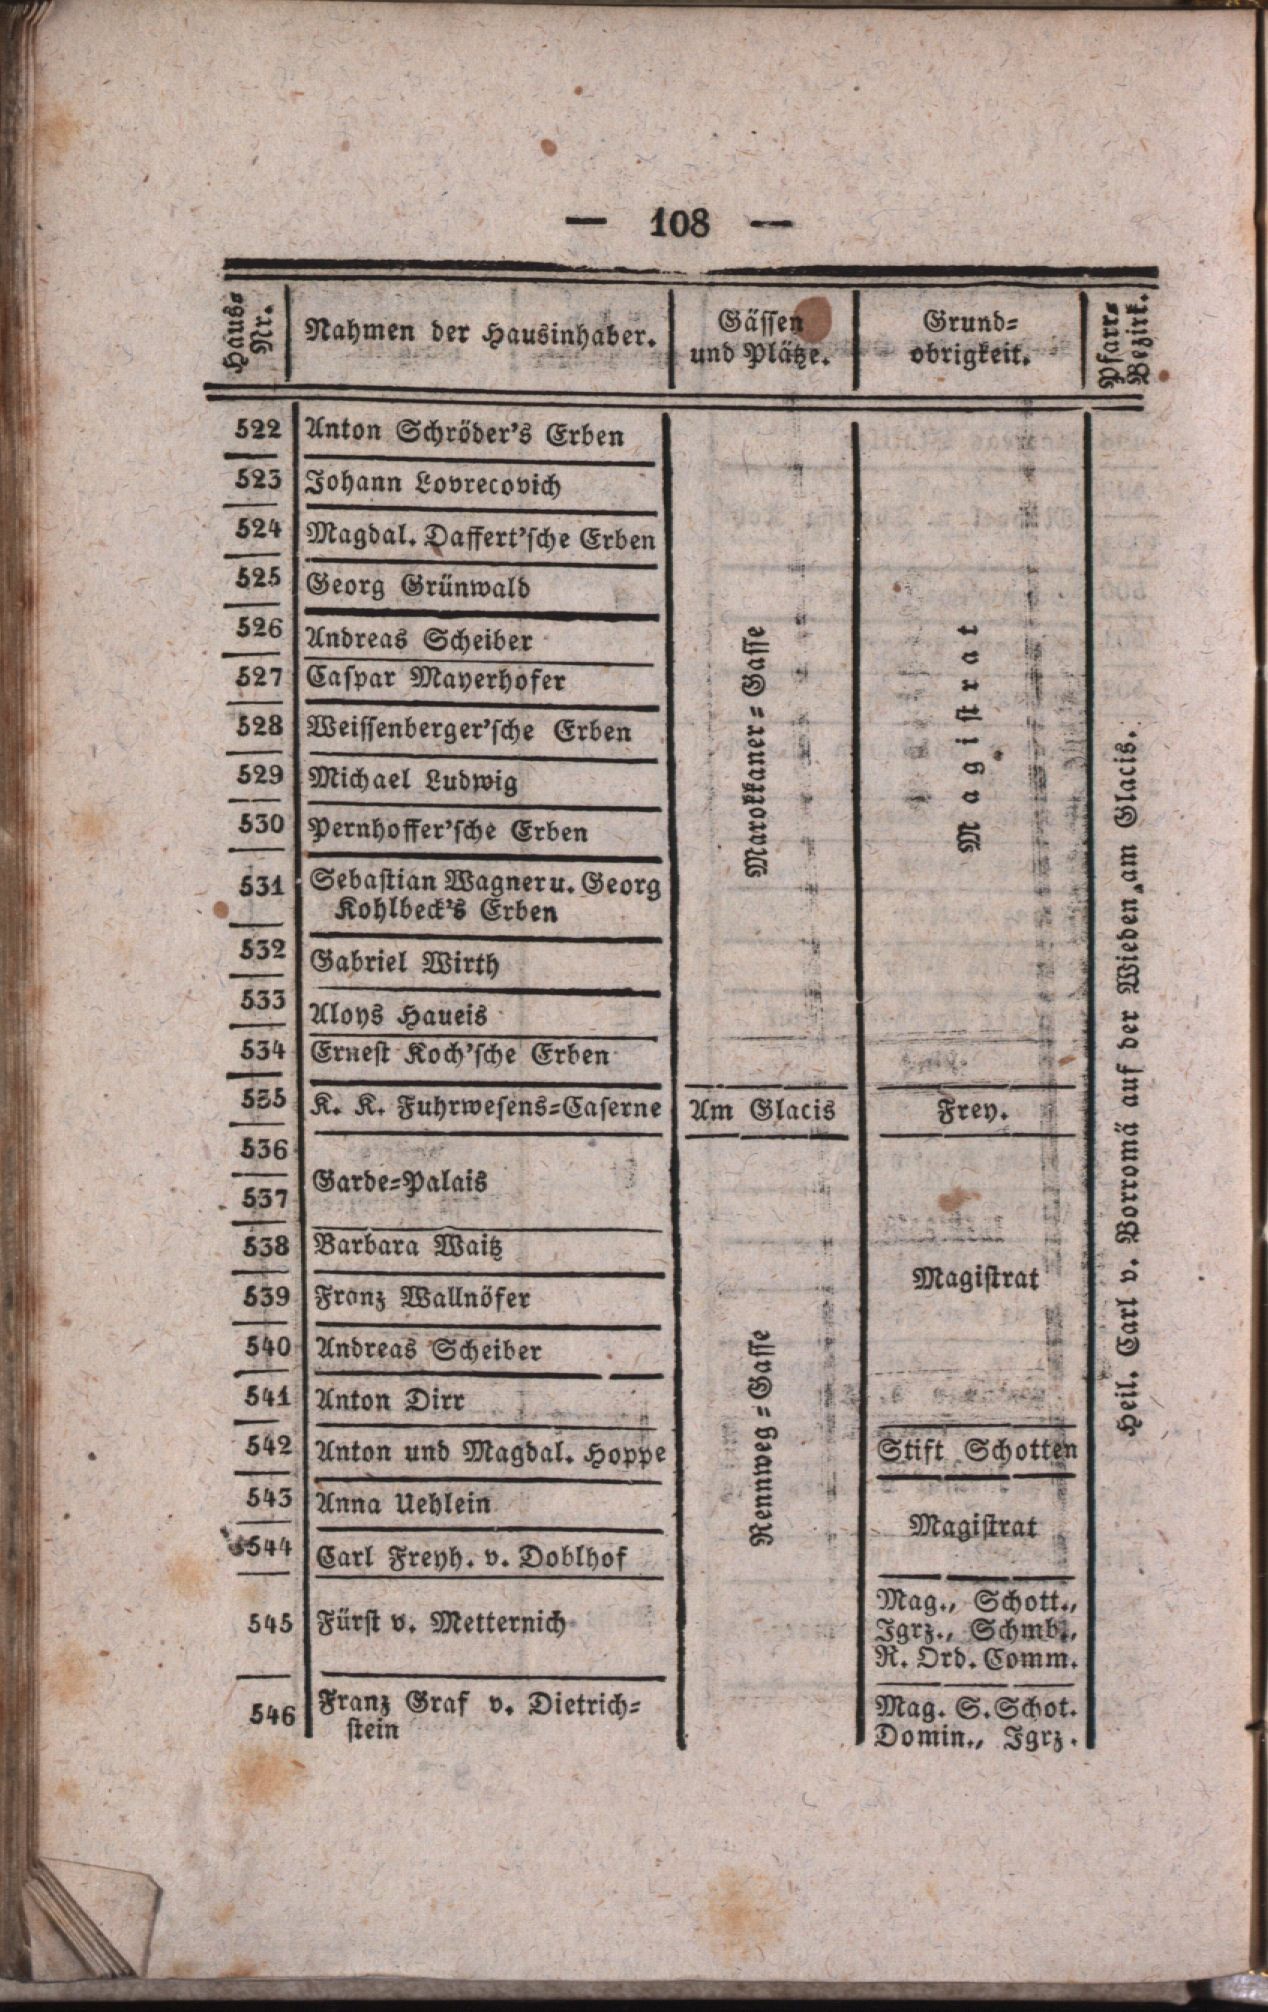 — 108 —
Haus-
Nr.
Nahmen der Hausinhaber.
Gässen
und Plätze.
Grund-
obrigkeit.
Pfarr-
Bezirk.
522 Anton Schröder's Erben
523 Johann Lovrecovich
524 Magdal. Daffert'sche Erben
525 Georg Grünwald
526 Andreas Scheiber
527 Caspar Mayerhofer
528 Weissenberger'sche Erben
529 Michael Ludwig
530 Pernhoffer'sche Erben
531 Sebastian Wagner u. Georg
Kohlbeck's Erben
532 Gabriel Wirth
533 Aloys Haueis
534 Ernest Koch'sche Erben
Marokkaner-Gasse
Magistrat
535 K. K. Fuhrwesens-Caserne Am Glacis Frey.
536
537
Garde-Palais
538 Barbara Waitz
539 Franz Wallnöfer
540 Andreas Scheiber
541 Anton Dirr
Magistrat
542 Anton und Magdal. Hoppe Stift Schotten
543 Anna Uehlein
544 Carl Freyh. v. Doblhof
Magistrat
545 Fürst v. Metternich
Mag., Schott.,
Jgrz., Schmb.,
R. Ord. Comm.
546 Franz Graf v. Dietrich-
stein
Mag. S. Schot.
Domin., Jgrz.
Rennweg-Gasse
Heil. Carl v. Borromä auf der Wieden am Glacis.